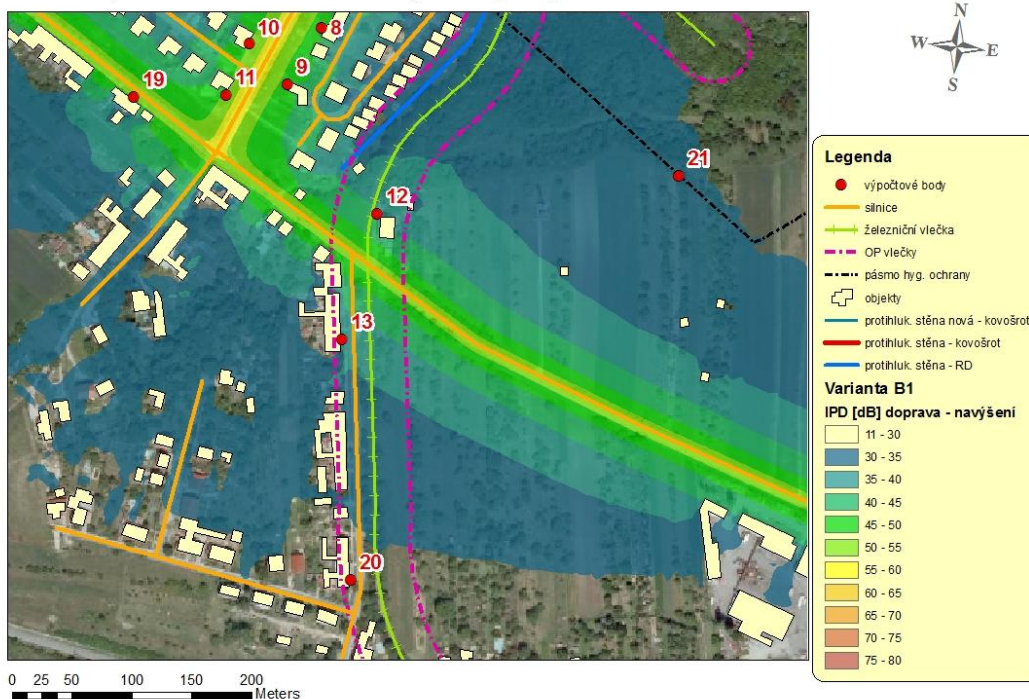 10
8
9
11
19
12
21
13
20
0 25 50 100 150 200
Meters
N
W E
S
Legenda
výpočtové body
silnice
železniční vlečka
OP vlečky
pásmo hyg. ochrany
objekty
protihluk. stěna nová - kovošrot
protihluk. stěna - kovošrot
protihluk. stěna - RD
Varianta B1
IPD [dB] doprava - navýšení
11 - 30
30 - 35
35 - 40
40 - 45
45 - 50
50 - 55
55 - 60
60 - 65
65 - 70
70 - 75
75 - 80